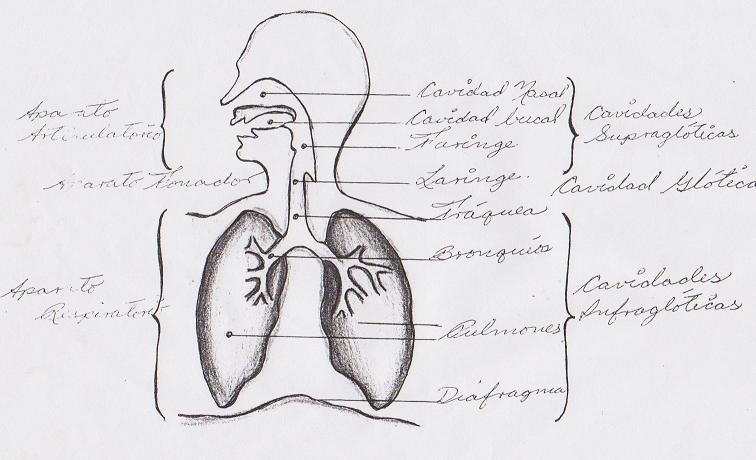 Cavidad Nasal
Aparato
Articulatorio
Cavidad bucal
Faringe
Cavidades
Supraglóticas
Aparato Fonador
Laringe.
Cavidad Glótica
Tráquea
Bronquios
Aparato
Respiratorio
Cavidades
Infraglóticas
Pulmones
Diáfragma